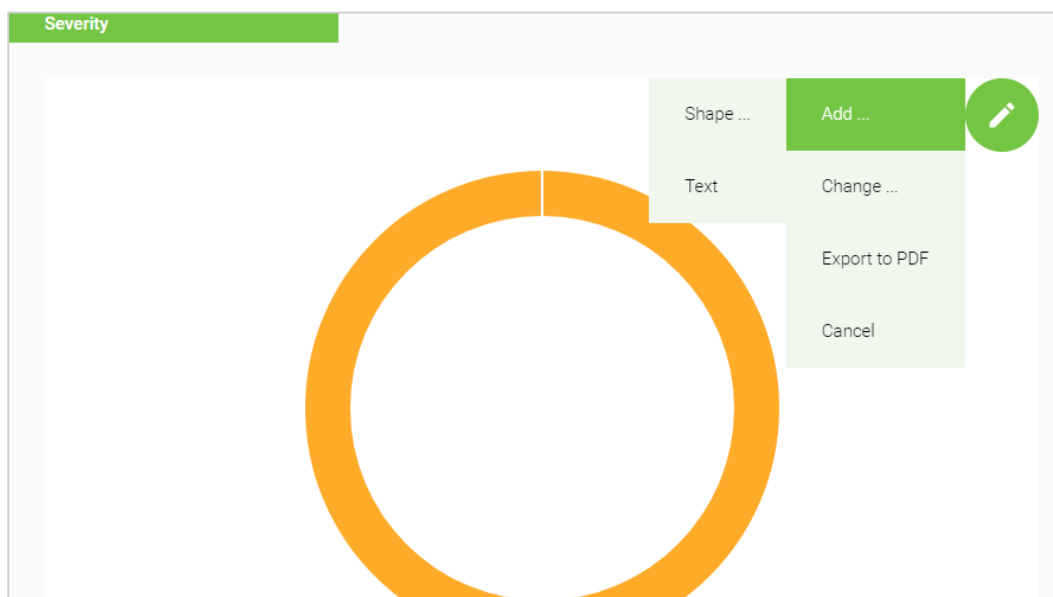 Severity
Shape ...
Text
Add ...
Change ...
Export to PDF
Cancel